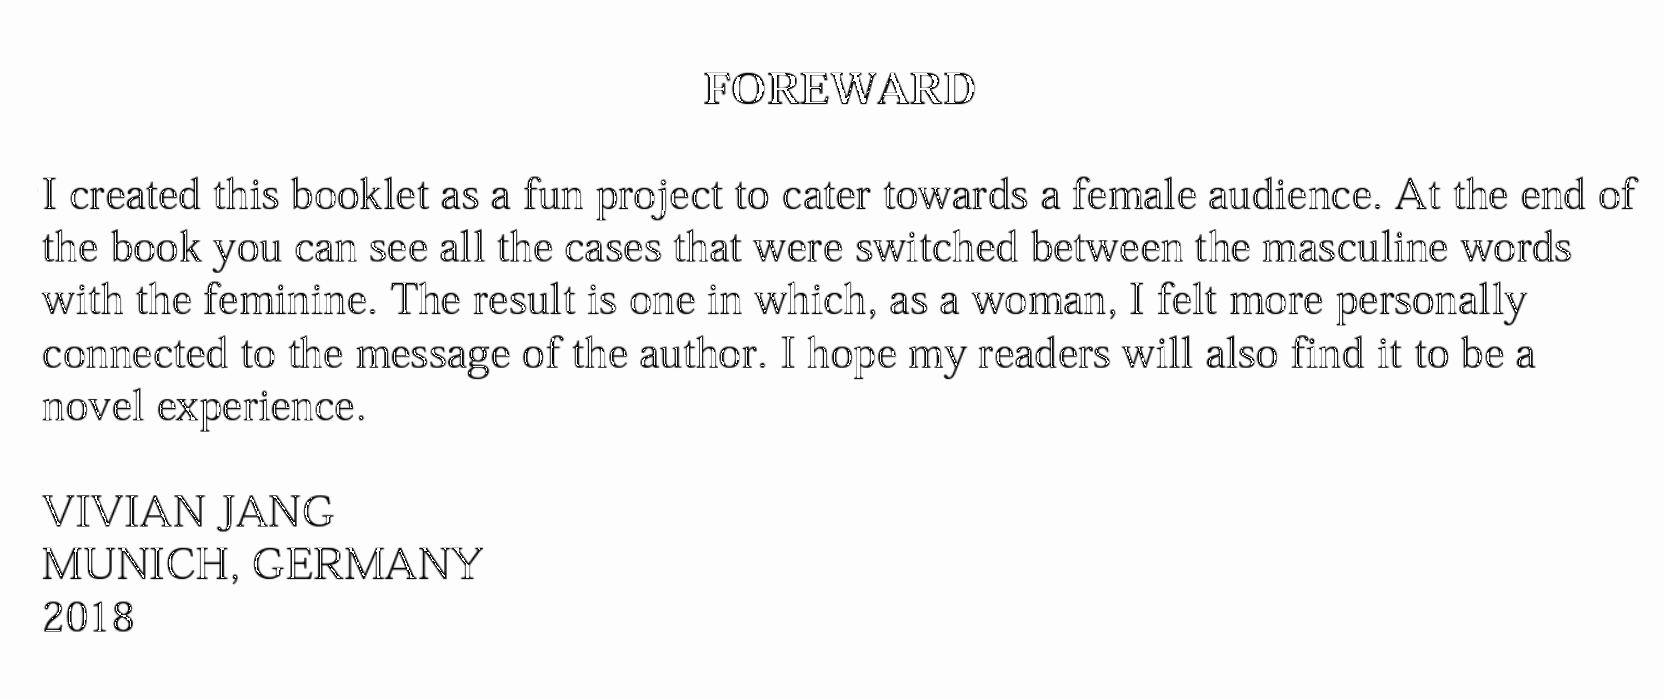 FOREWARD
I created this booklet as a fun project to cater towards a female audience. At the end of
the book you can see all the cases that were switched between the masculine words
with the feminine. The result is one in which, as a woman, I felt more personally
connected to the message of the author. I hope my readers will also find it to be a
novel experience.
VIVIAN JANG
MUNICH, GERMANY
2018